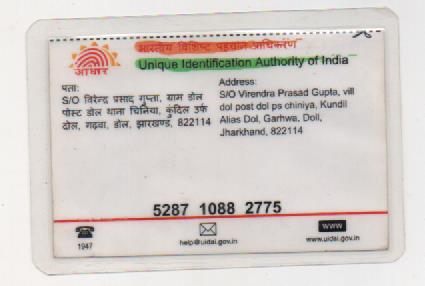 भारतीय विशिष्ट पहचान प्राधिकरण
Unique Identification Authority of India
आधार
पता:
S/O विरेन्द्र प्रसाद गुप्ता, ग्राम डोल
पोस्ट डोल थाना चिनिया, कुंदिल उर्फ
दोल, गढ़वा, डोल, झारखण्ड, 822114
Address:
S/O Virendra Prasad Gupta, vill
dol post dol ps chiniya, Kundil
Alias Dol, Garhwa, Doll,
Jharkhand, 822114
5287 1088 2775
1947
help@uidai.gov.in
www
www.uidai.gov.in